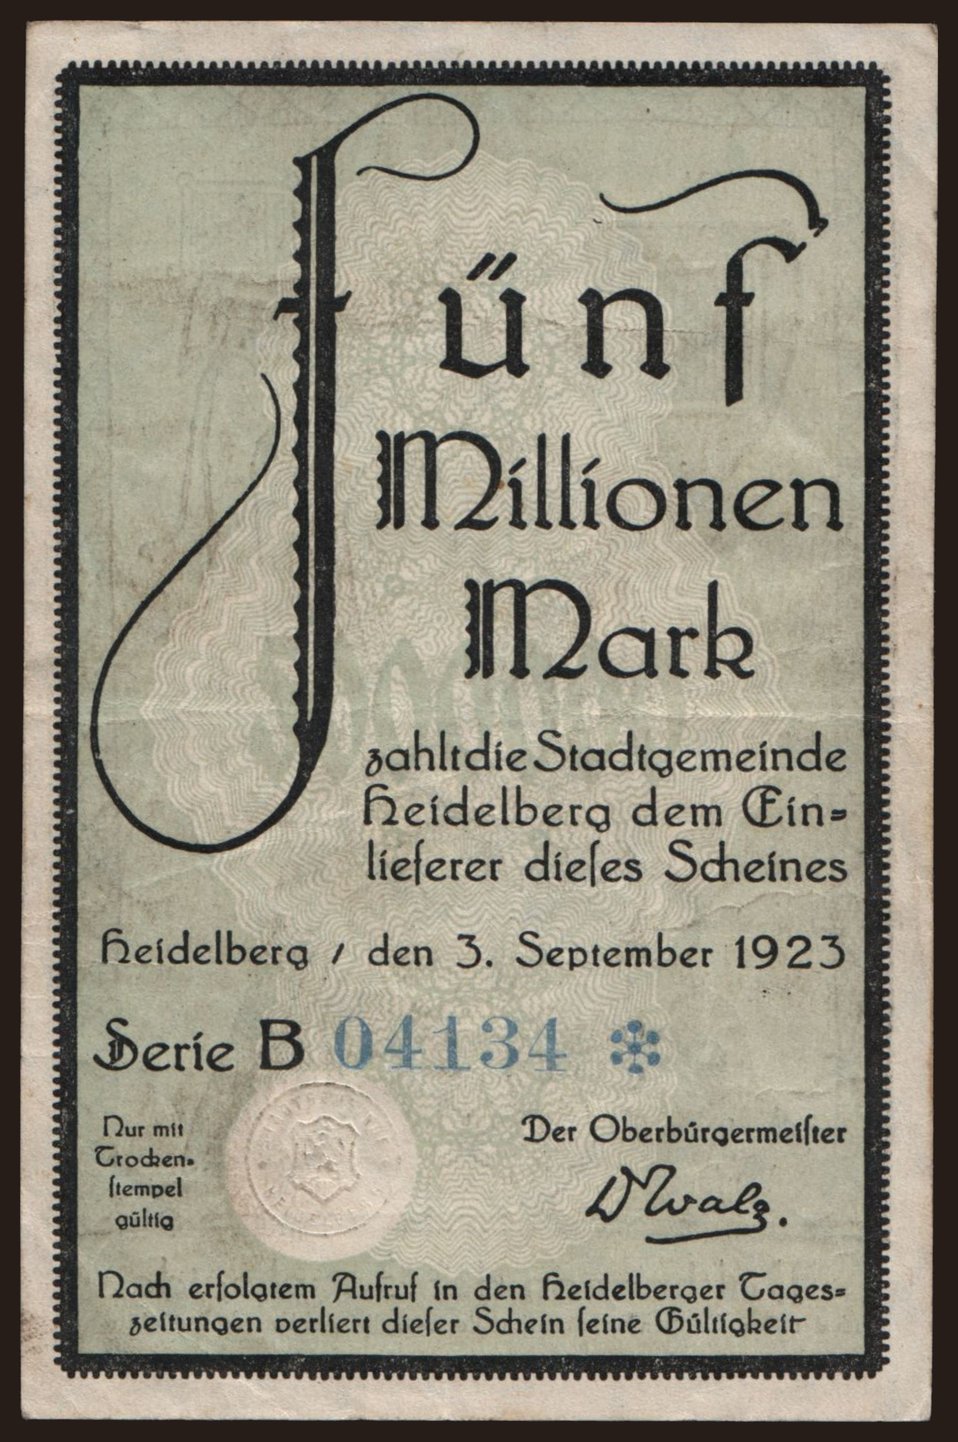 Fünf
Millionen
Mark
zahlt die Stadtgemeinde
Heidelberg dem Ein=
lieferer dieſes Scheines
Heidelberg / den 3. September 1923
Serie B 04134
Nur mit
Trocken-
ſtempel
gültig
Der Oberbürgermeiſter
Walz.
Nach erfolgtem Aufruf in den Heidelberger Tages=
zeitungen verliert dieſer Schein ſeine Gültigkeit